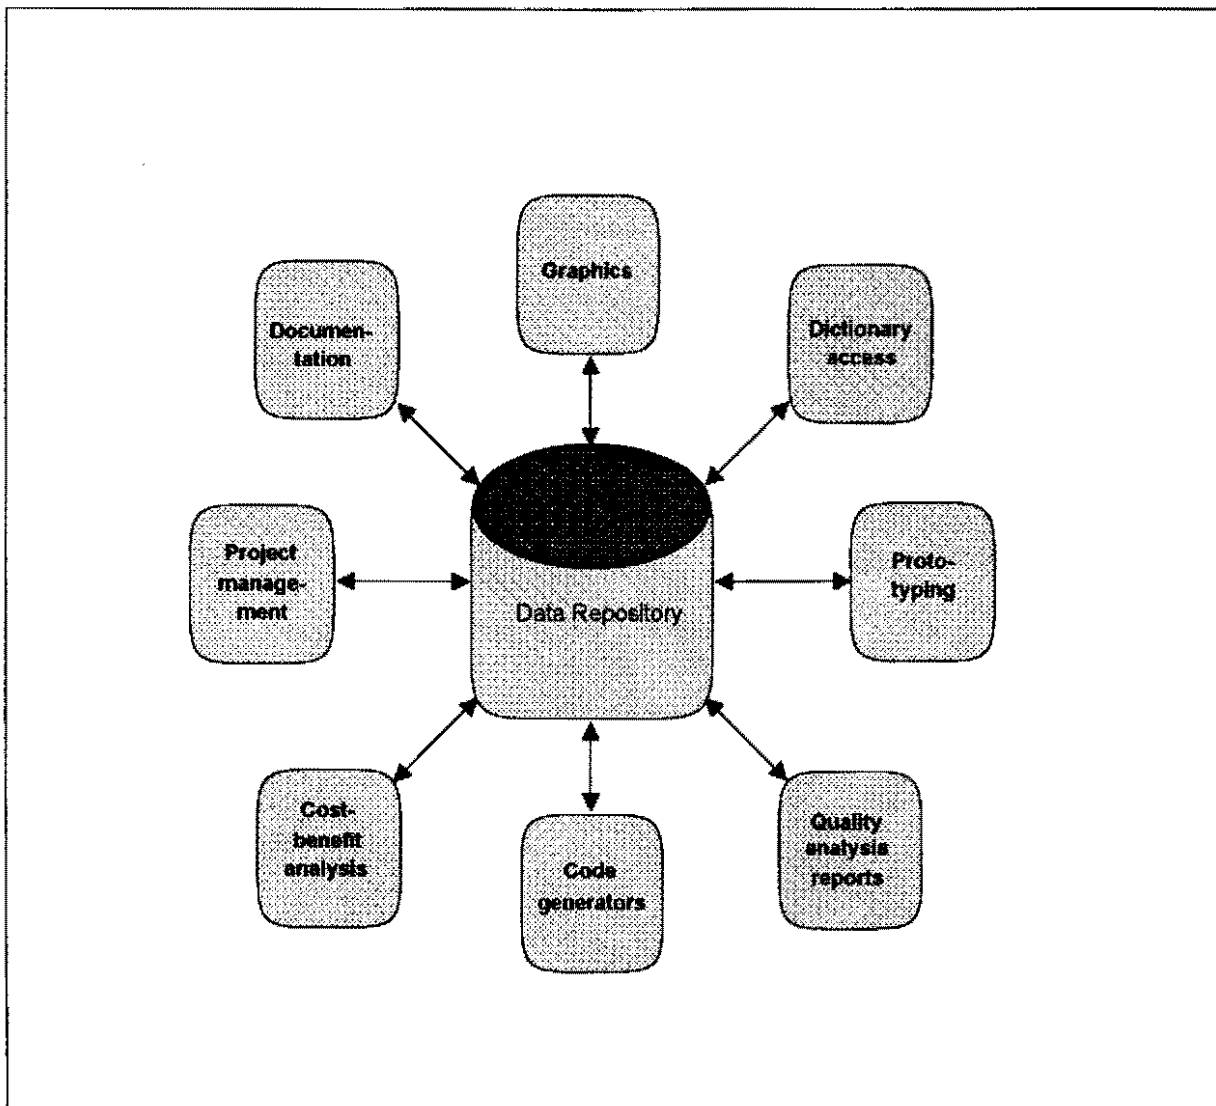 Graphics
Documen-
tation
Dictionary
access
Project
manage-
ment
Data Repository
Proto-
typing
Cost-
benefit
analysis
Code
generators
Quality
analysis
reports